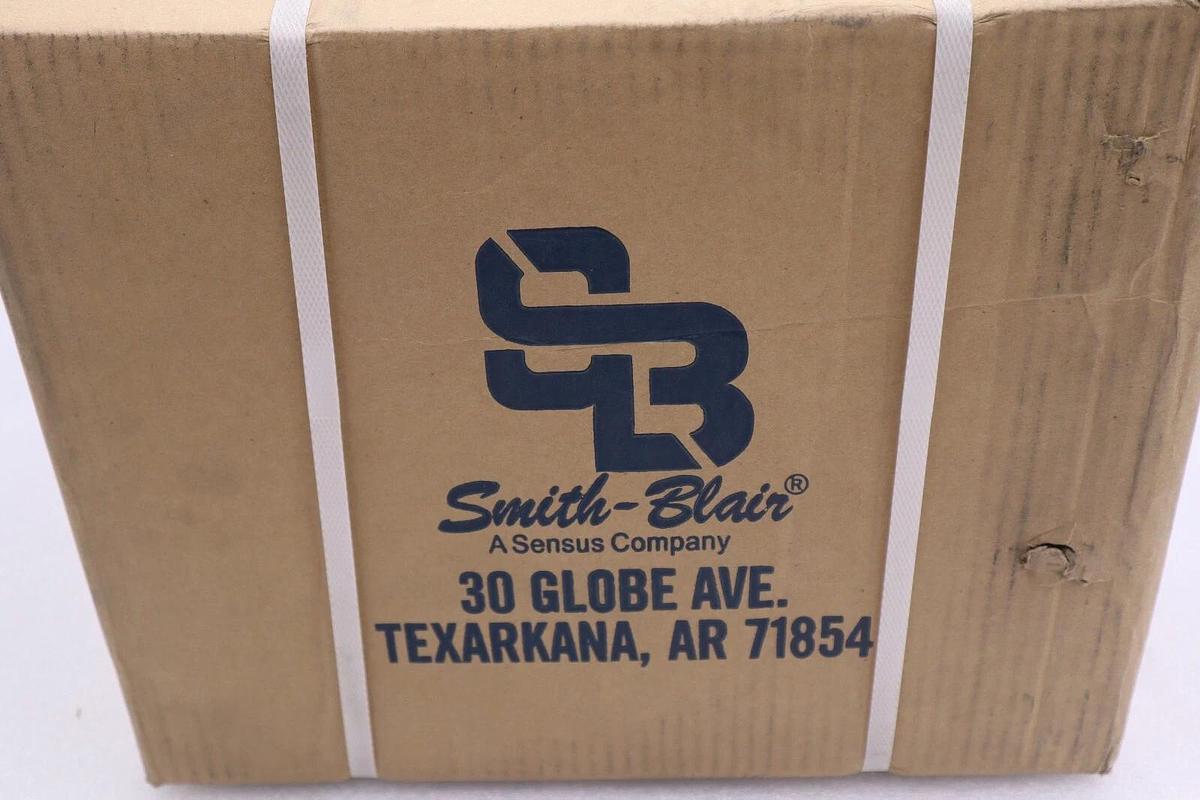 SB
Smith-Blair®
A Sensus Company
30 GLOBE AVE.
TEXARKANA, AR 71854